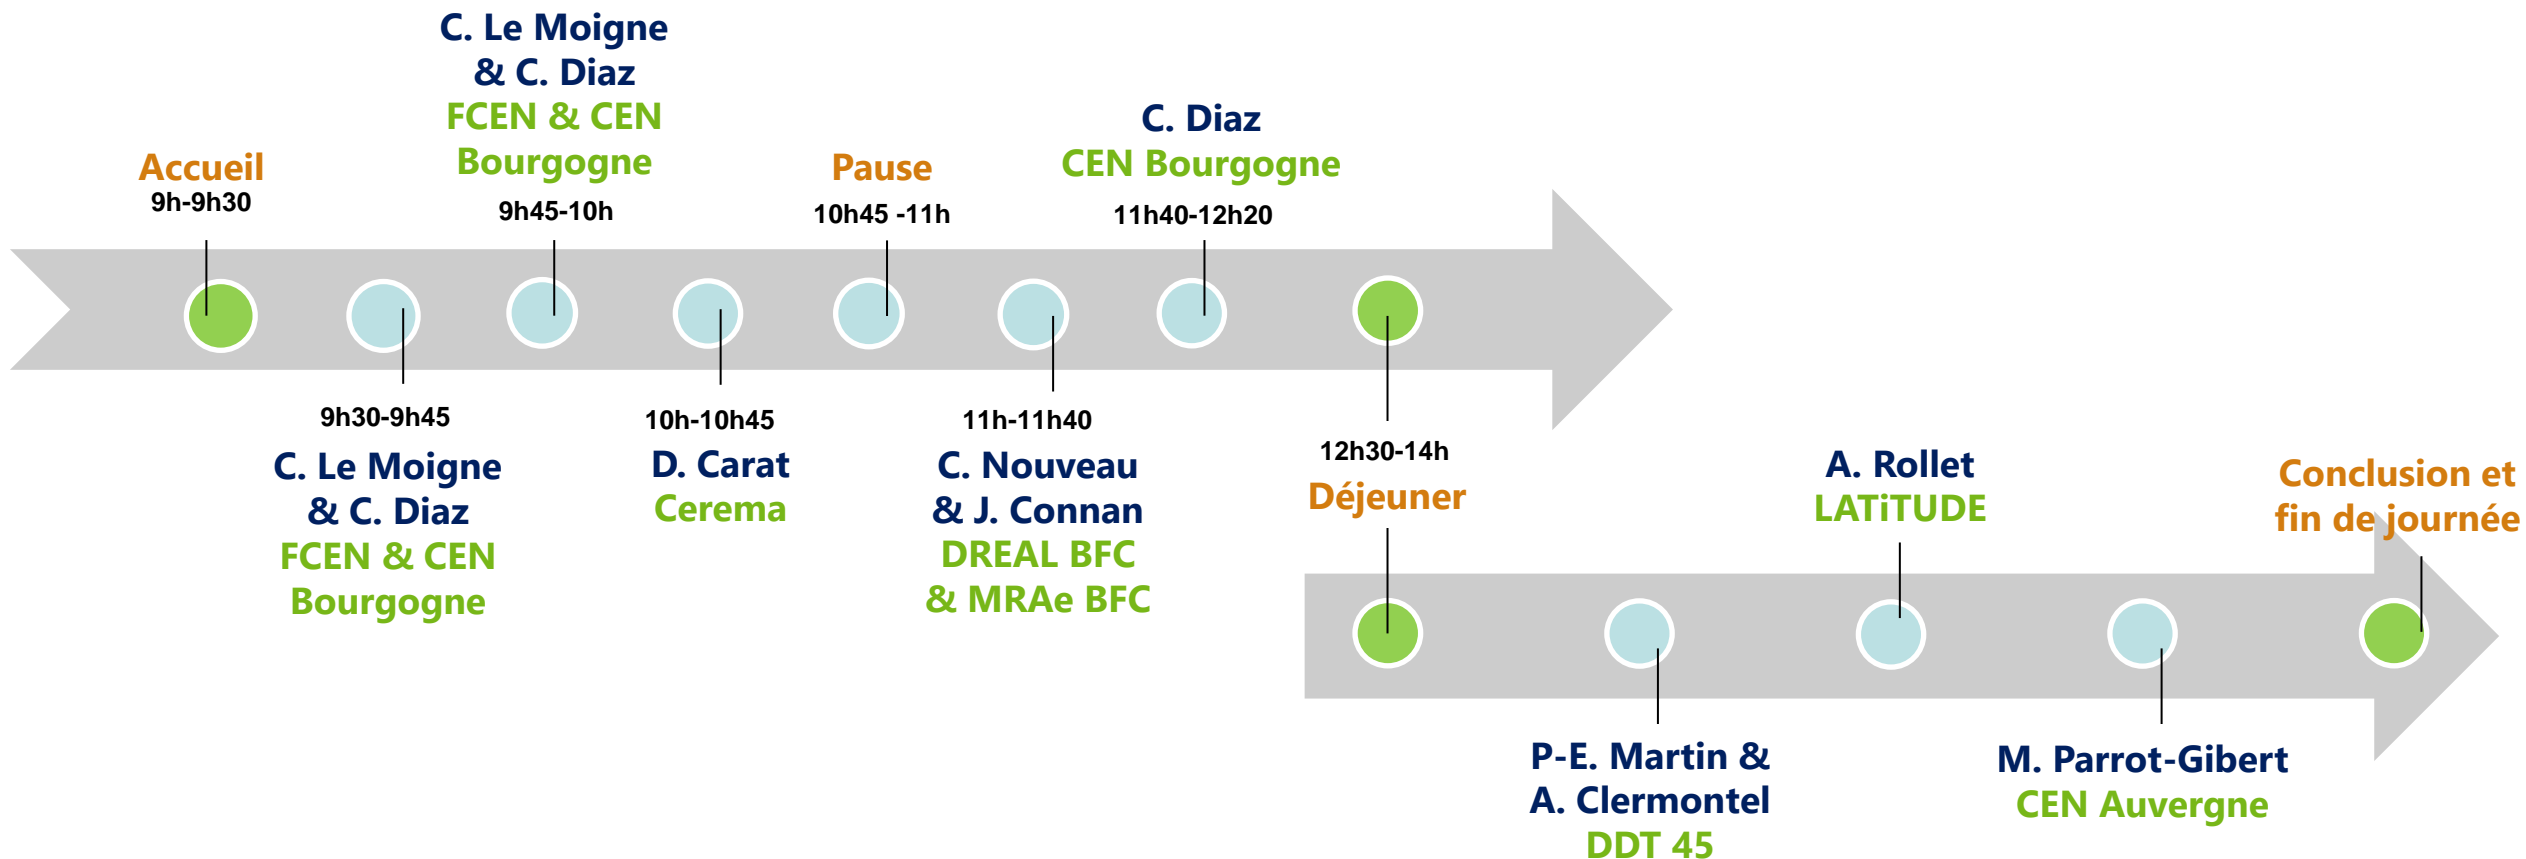 Accueil
9h-9h30
9h30-9h45
C. Le Moigne
& C. Diaz
FCEN & CEN
Bourgogne
C. Le Moigne
& C. Diaz
FCEN & CEN
Bourgogne
9h45-10h
10h-10h45
D. Carat
Cerema
Pause
10h45 -11h
11h-11h40
C. Nouveau
& J. Connan
DREAL BFC
& MRAe BFC
C. Diaz
CEN Bourgogne
11h40-12h20
12h30-14h
Déjeuner
P-E. Martin &
A. Clermontel
DDT 45
A. Rollet
LATiTUDE
M. Parrot-Gibert
CEN Auvergne
Conclusion et
fin de journée